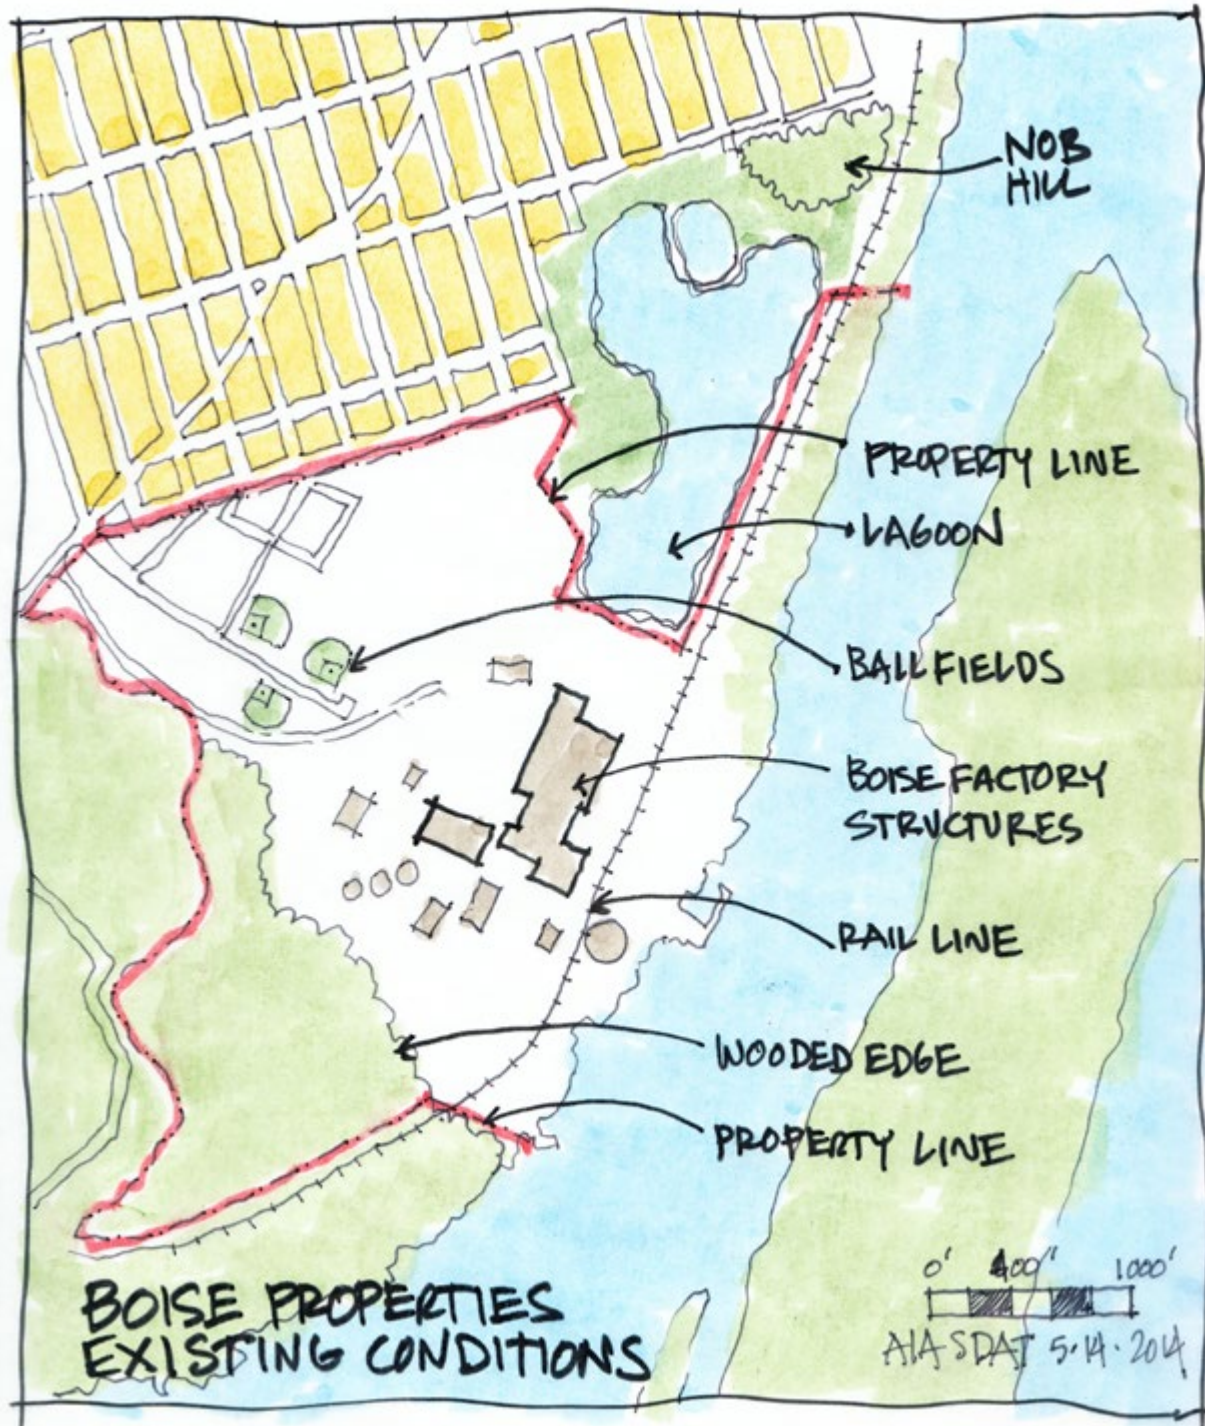 NOB
HILL
PROPERTY LINE
LAGOON
BALLFIELDS
BOISE FACTORY
STRUCTURES
RAIL LINE
WOODED EDGE
PROPERTY LINE
0' 400' 1000'
BOISE PROPERTIES
EXISTING CONDITIONS
AIA SDAT 5.14.2014